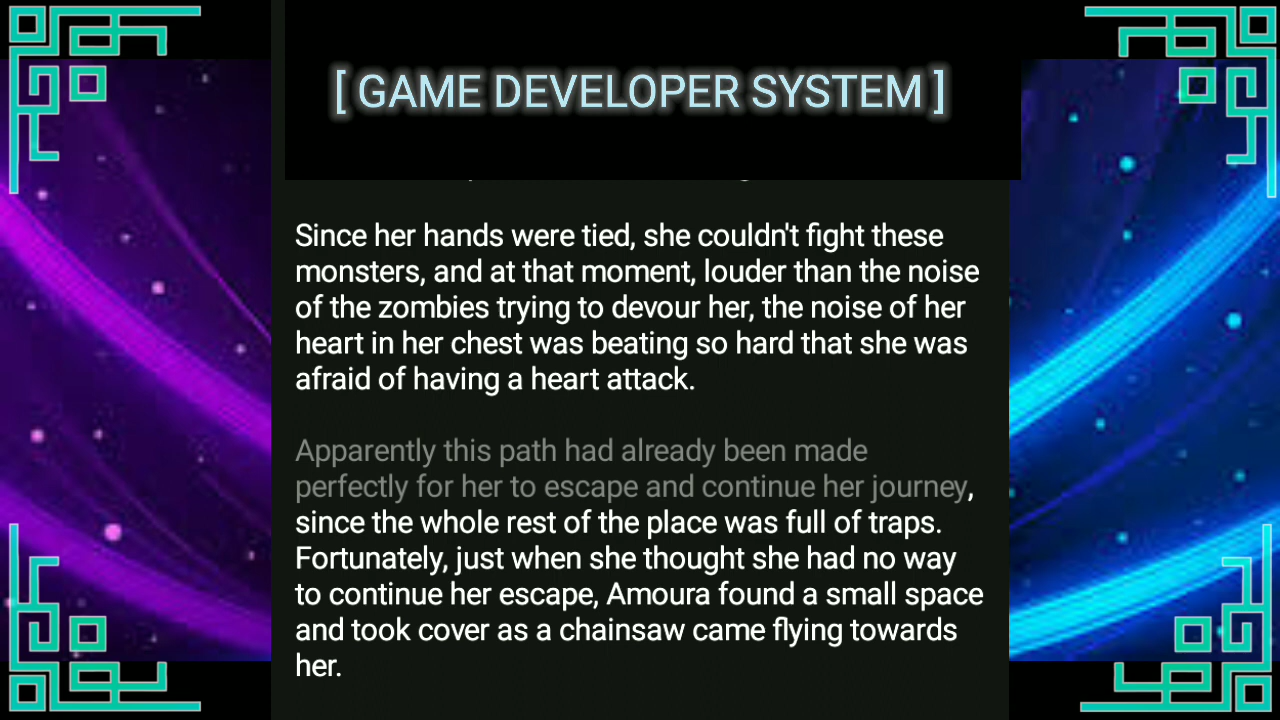 [ GAME DEVELOPER SYSTEM ]
Since her hands were tied, she couldn't fight these
monsters, and at that moment, louder than the noise
of the zombies trying to devour her, the noise of her
heart in her chest was beating so hard that she was
afraid of having a heart attack.
Apparently this path had already been made
perfectly for her to escape and continue her journey,
since the whole rest of the place was full of traps.
Fortunately, just when she thought she had no way
to continue her escape, Amoura found a small space
and took cover as a chainsaw came flying towards
her.